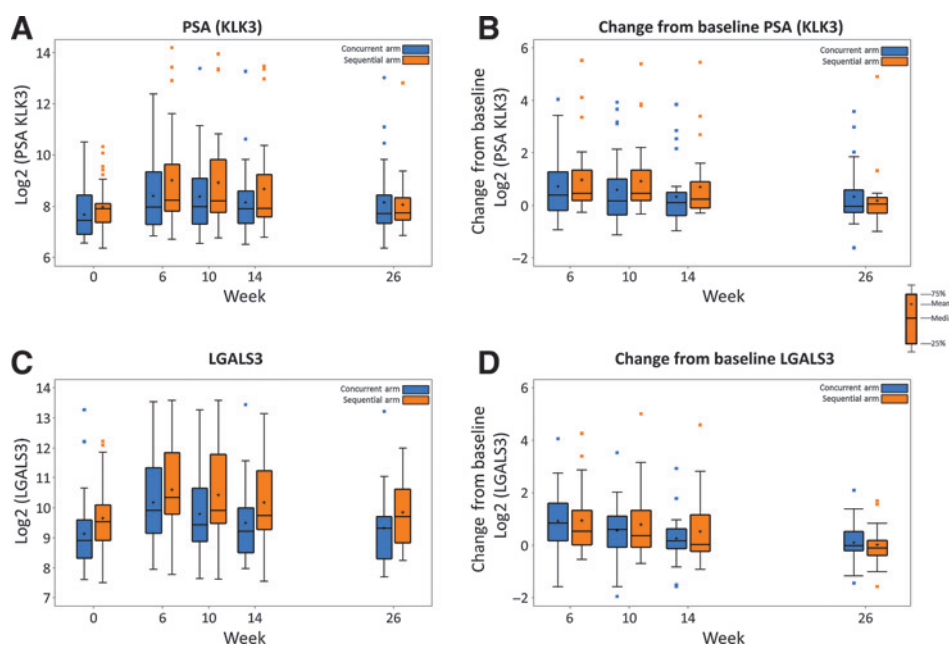 A
PSA (KLK3)
Concurrent arm
Sequential arm
Log2 (PSA KLK3)
14
12
10
8
6
0
6
10
14
26
Week
B
Change from baseline PSA (KLK3)
Concurrent arm
Sequential arm
Change from baseline
Log2 (PSA KLK3)
6
4
2
0
−2
6
10
14
26
Week
75%
Mean
Media
25%
C
LGALS3
Concurrent arm
Sequential arm
Log2 (LGALS3)
14
13
12
11
10
9
8
7
0
6
10
14
26
Week
D
Change from baseline LGALS3
Concurrent arm
Sequential arm
Change from baseline
Log2 (LGALS3)
6
4
2
0
−2
6
10
14
26
Week